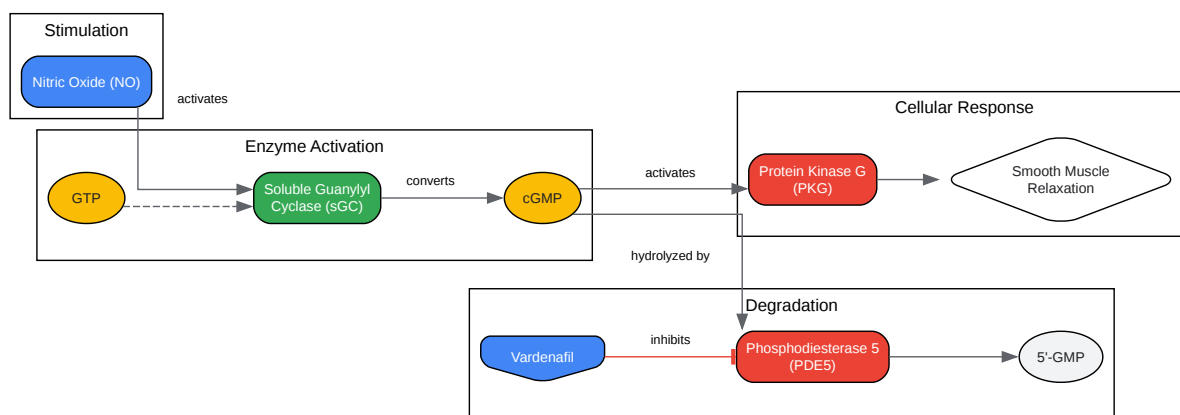 Stimulation
Nitric Oxide (NO)
activates
Enzyme Activation
GTP
Soluble Guanylyl
Cyclase (sGC)
converts
cGMP
activates
hydrolyzed by
Cellular Response
Protein Kinase G
(PKG)
Smooth Muscle
Relaxation
Degradation
Vardenafil
inhibits
Phosphodiesterase 5
(PDE5)
5'-GMP